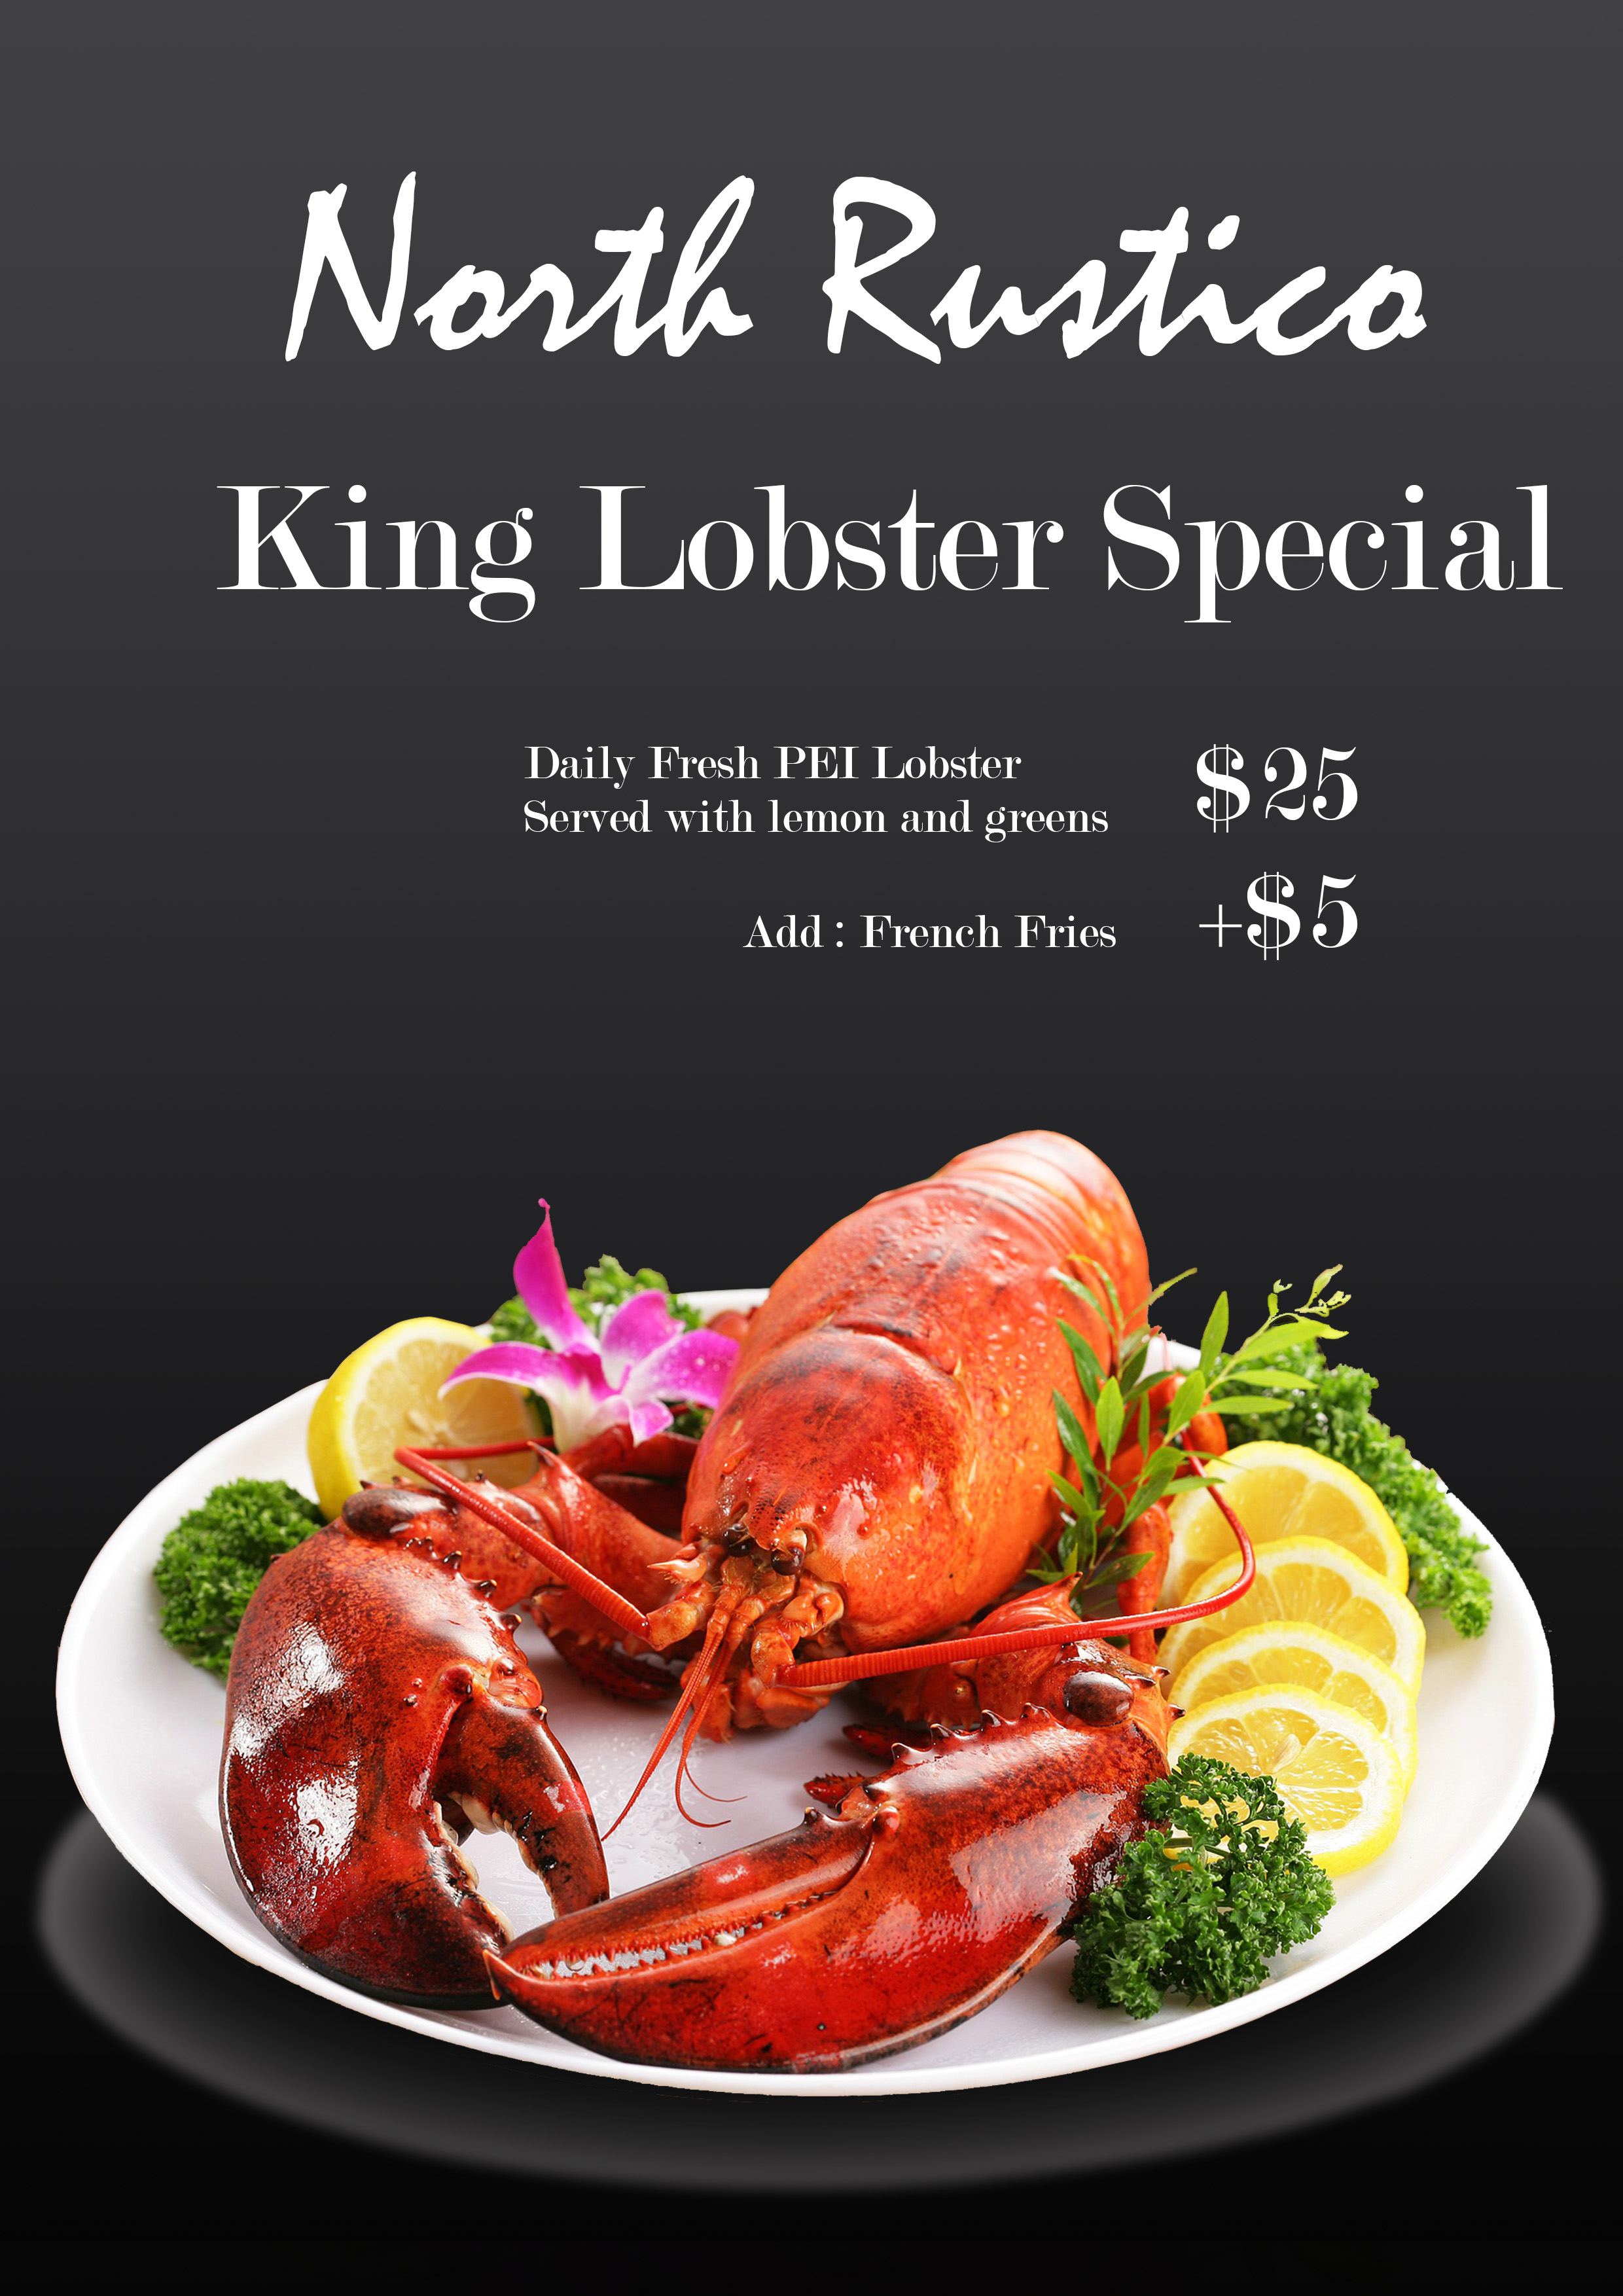 North Rustico
King Lobster Special
Daily Fresh PEI Lobster
Served with lemon and greens
$25
Add : French Fries
+$5